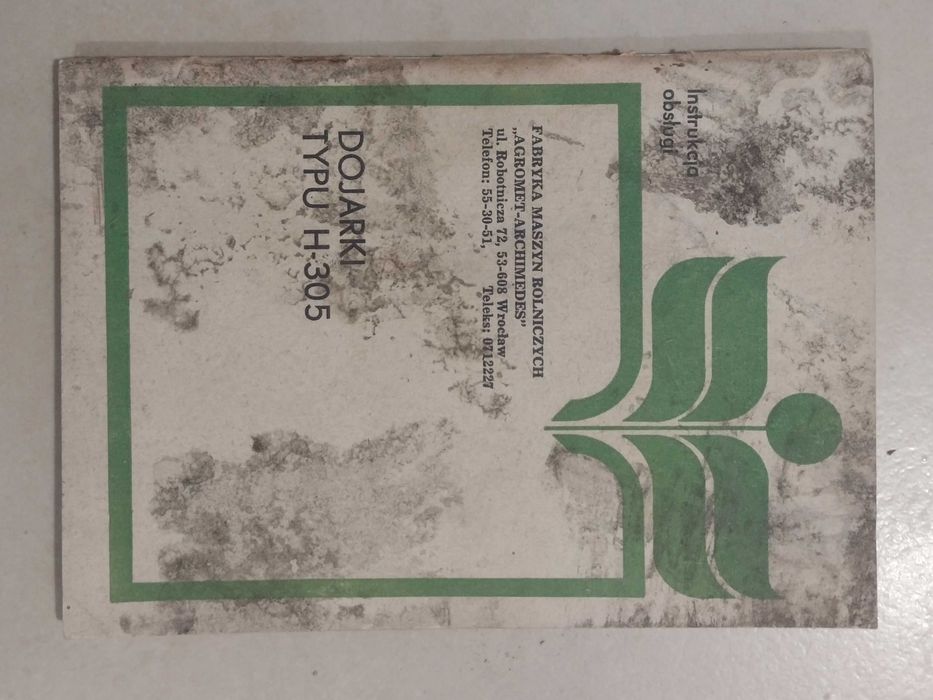 Instrukcja
obsługi
FABRYKA MASZYN ROLNICZYCH
„AGROMET-ARCHIMEDES”
ul. Robotnicza 72, 53-608 Wrocław
Telefon: 55-30-51, Teleks: 0712227
DOJARKI
TYPU H-305